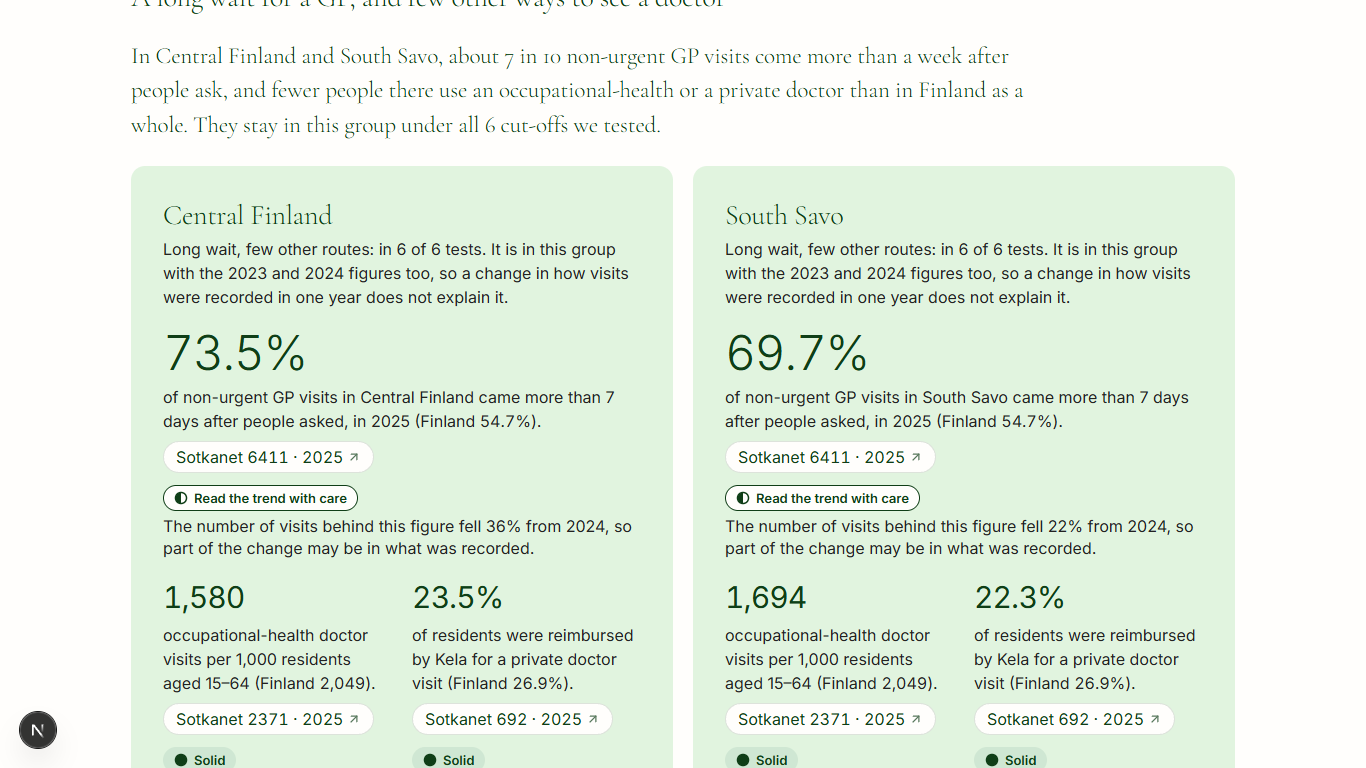 A long wait for a GP, and few other ways to see a doctor
In Central Finland and South Savo, about 7 in 10 non-urgent GP visits come more than a week after
people ask, and fewer people there use an occupational-health or a private doctor than in Finland as a
whole. They stay in this group under all 6 cut-offs we tested.
Central Finland
Long wait, few other routes: in 6 of 6 tests. It is in this group
with the 2023 and 2024 figures too, so a change in how visits
were recorded in one year does not explain it.
73.5%
of non-urgent GP visits in Central Finland came more than 7
days after people asked, in 2025 (Finland 54.7%).
Sotkanet 6411 · 2025 ↗
Read the trend with care
The number of visits behind this figure fell 36% from 2024, so
part of the change may be in what was recorded.
1,580
occupational-health doctor
visits per 1,000 residents
aged 15–64 (Finland 2,049).
Sotkanet 2371 · 2025 ↗
Solid
23.5%
of residents were reimbursed
by Kela for a private doctor
visit (Finland 26.9%).
Sotkanet 692 · 2025 ↗
Solid
South Savo
Long wait, few other routes: in 6 of 6 tests. It is in this group
with the 2023 and 2024 figures too, so a change in how visits
were recorded in one year does not explain it.
69.7%
of non-urgent GP visits in South Savo came more than 7 days
after people asked, in 2025 (Finland 54.7%).
Sotkanet 6411 · 2025 ↗
Read the trend with care
The number of visits behind this figure fell 22% from 2024, so
part of the change may be in what was recorded.
1,694
occupational-health doctor
visits per 1,000 residents
aged 15–64 (Finland 2,049).
Sotkanet 2371 · 2025 ↗
Solid
22.3%
of residents were reimbursed
by Kela for a private doctor
visit (Finland 26.9%).
Sotkanet 692 · 2025 ↗
Solid
N